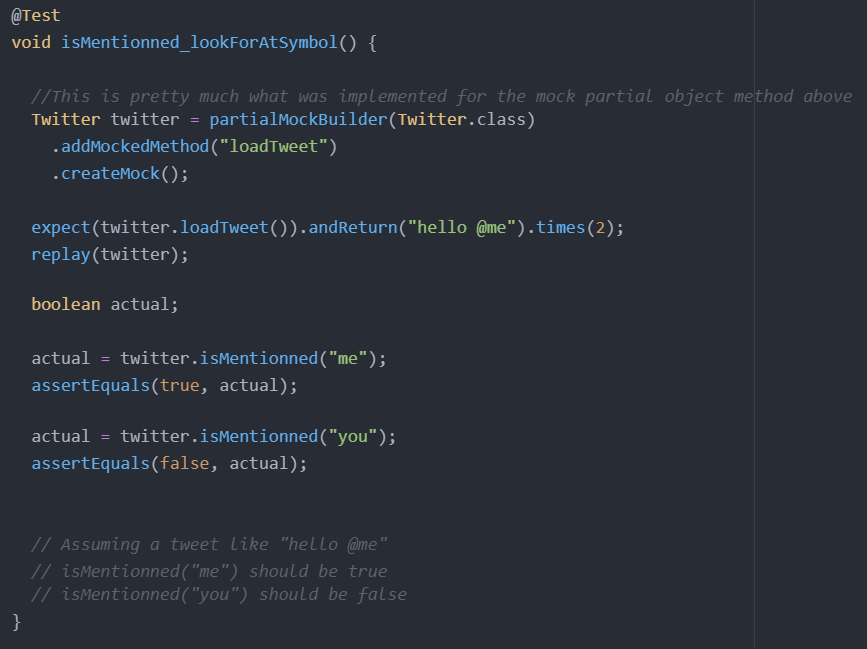 @Test
void isMentionned_lookForAtSymbol() {
//This is pretty much what was implemented for the mock partial object method above
Twitter twitter = partialMockBuilder(Twitter.class)
.addMockedMethod("loadTweet")
.createMock();
expect(twitter.loadTweet()).andReturn("hello @me").times(2);
replay(twitter);
boolean actual;
actual = twitter.isMentionned("me");
assertEquals(true, actual);
actual = twitter.isMentionned("you");
assertEquals(false, actual);
// Assuming a tweet like "hello @me"
// isMentionned("me") should be true
// isMentionned("you") should be false
}